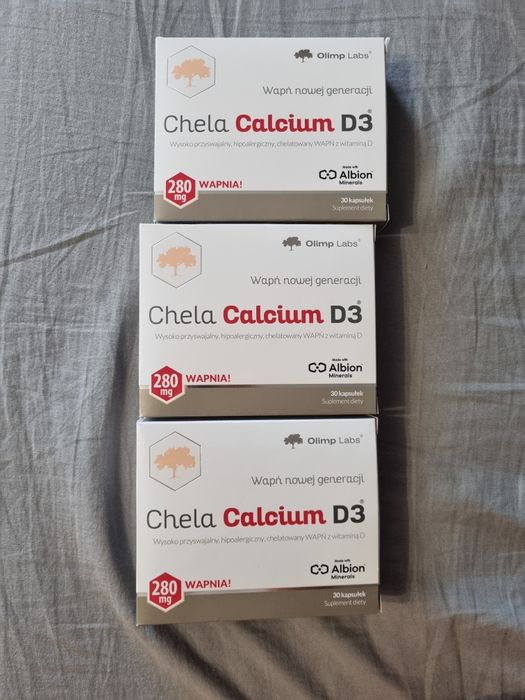 Olimp Labs®
Wapń nowej generacji
Chela Calcium D3®
Wysoko przyswajalny, hipoalergiczny, chelatowany WAPŃ z witaminą D
Made with
Albion®
Minerals
280 mg
WAPNIA!
30 kapsułek
Suplement diety
Olimp Labs®
Wapń nowej generacji
Chela Calcium D3®
Wysoko przyswajalny, hipoalergiczny, chelatowany WAPŃ z witaminą D
Made with
Albion®
Minerals
280 mg
WAPNIA!
30 kapsułek
Suplement diety
Olimp Labs®
Wapń nowej generacji
Chela Calcium D3®
Wysoko przyswajalny, hipoalergiczny, chelatowany WAPŃ z witaminą D
Made with
Albion®
Minerals
280 mg
WAPNIA!
30 kapsułek
Suplement diety